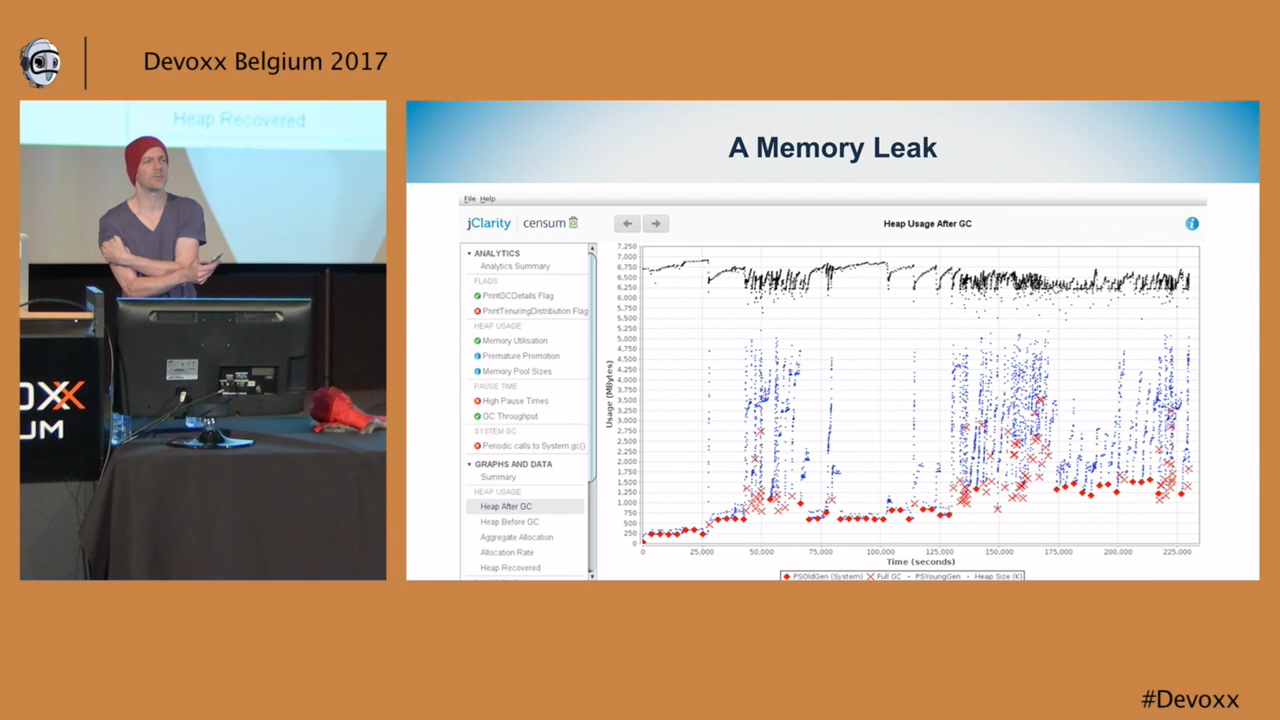 Devoxx Belgium 2017
Heap Recovered
OXX
UM
A Memory Leak
File Help
jClarity censum
Heap Usage After GC
ANALYTICS
Analytics Summary
FLAGS
PrintGCDetails Flag
PrintTenuringDistribution Flag
HEAP USAGE
Memory Utilisation
Premature Promotion
Memory Pool Sizes
PAUSE TIME
High Pause Times
GC Throughput
SYSTEM GC
Periodic calls to System.gc()
GRAPHS AND DATA
Summary
HEAP USAGE
Heap After GC
Heap Before GC
Aggregate Allocation
Allocation Rate
Heap Recovered
Usage (MBytes)
7,250
7,000
6,750
6,500
6,250
6,000
5,750
5,500
5,250
5,000
4,750
4,500
4,250
4,000
3,750
3,500
3,250
3,000
2,750
2,500
2,250
2,000
1,750
1,500
1,250
1,000
750
500
250
0
0 25,000 50,000 75,000 100,000 125,000 150,000 175,000 200,000 225,000
Time (seconds)
PSOldGen (System) Full GC PSYoungGen Heap Size (K)
#Devoxx